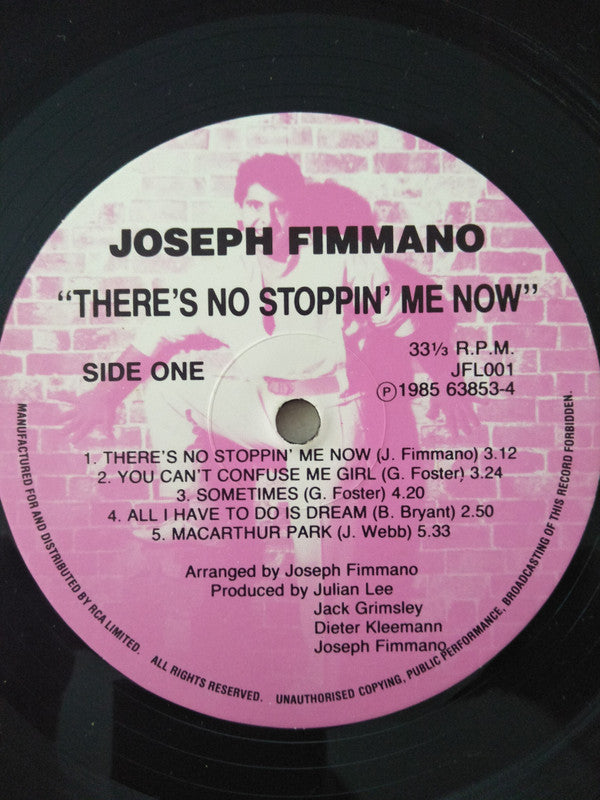 JOSEPH FIMMANO
“THERE'S NO STOPPIN' ME NOW”
SIDE ONE
33⅓ R.P.M.
JFL001
Ⓟ1985 63853-4
1. THERE'S NO STOPPIN' ME NOW (J. Fimmano) 3.12
2. YOU CAN'T CONFUSE ME GIRL (G. Foster) 3.24
3. SOMETIMES (G. Foster) 4.20
4. ALL I HAVE TO DO IS DREAM (B. Bryant) 2.50
5. MACARTHUR PARK (J. Webb) 5.33
Arranged by Joseph Fimmano
Produced by Julian Lee
Jack Grimsley
Dieter Kleemann
Joseph Fimmano
MANUFACTURED FOR AND DISTRIBUTED BY RCA LIMITED. ALL RIGHTS RESERVED. UNAUTHORISED COPYING, PUBLIC PERFORMANCE, BROADCASTING OF THIS RECORD FORBIDDEN.